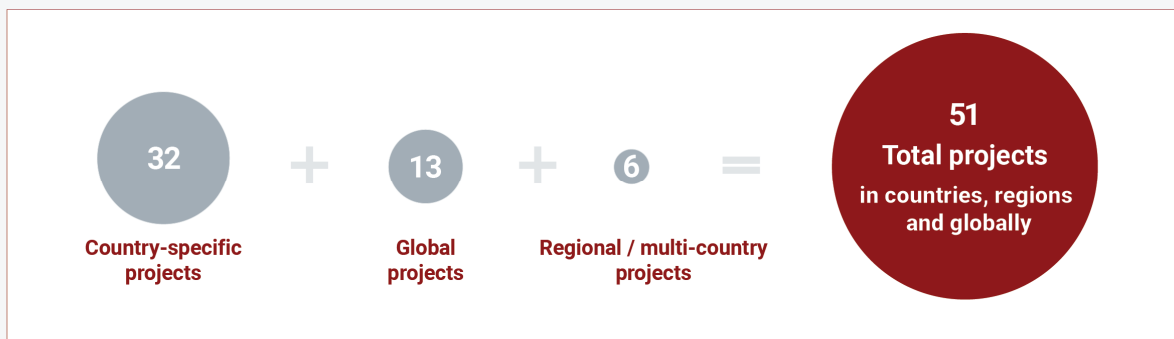 32
+
13
+
6
=
51
Total projects
in countries, regions
and globally
Country-specific
projects
Global
projects
Regional / multi-country
projects